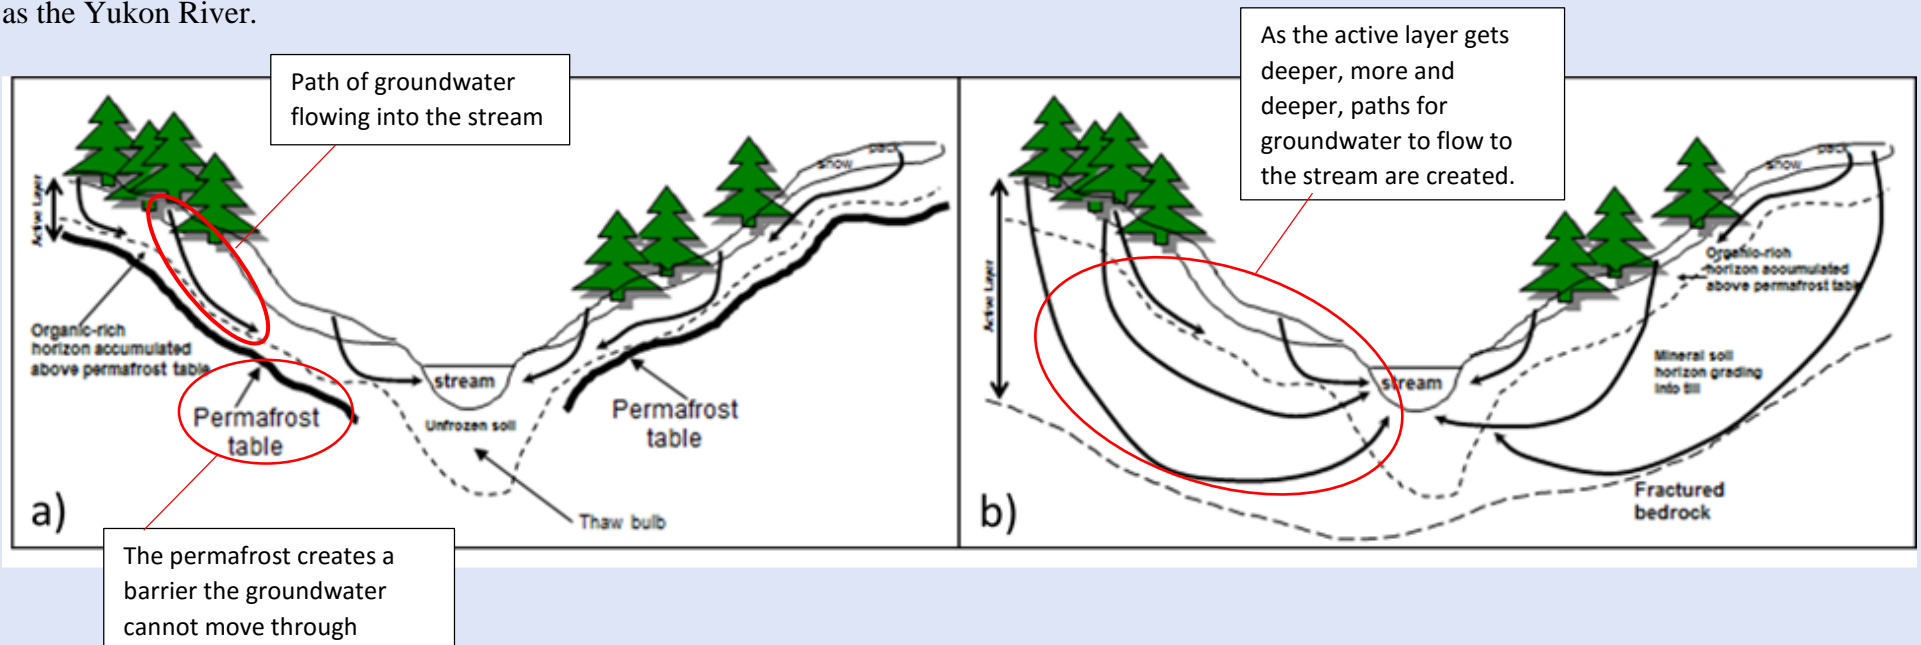 as the Yukon River.
Path of groundwater
flowing into the stream
As the active layer gets
deeper, more and
deeper, paths for
groundwater to flow to
the stream are created.
Active Layer
snow pack
Organic-rich
horizon accumulated
above permafrost table
Permafrost
table
stream
Unfrozen soil
Permafrost
table
Thaw bulb
a)
The permafrost creates a
barrier the groundwater
cannot move through
Active Layer
snow pack
Organic-rich
horizon accumulated
above permafrost tabl
Mineral soil
horizon grading
into till
stream
Fractured
bedrock
b)